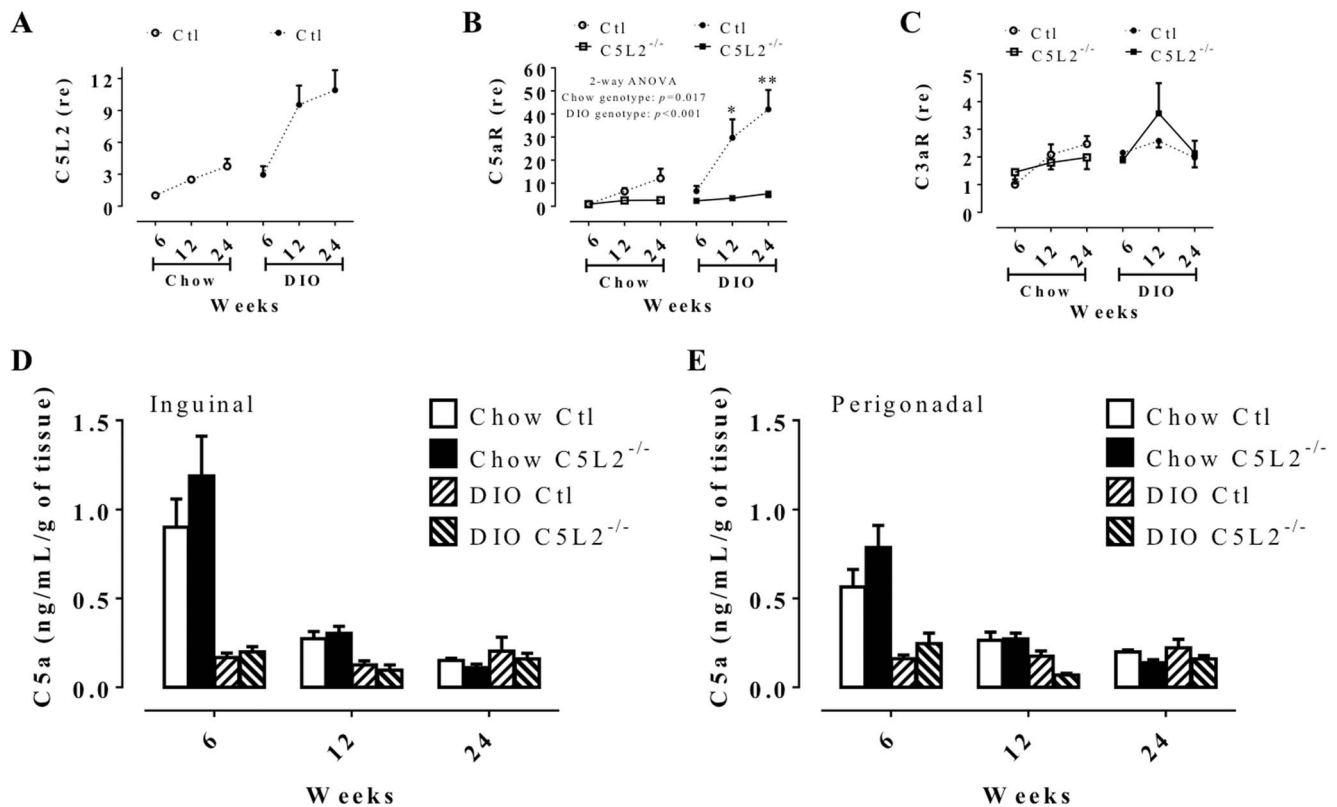 A
Ctl
Ctl
C5L2 (re)
12
9
6
3
0
6
12
24
6
12
24
Chow
DIO
Weeks
B
Ctl
Ctl
C5L2-/-
C5L2-/-
C5aR (re)
60
50
40
30
20
10
0
2-way ANOVA
Chow genotype: p=0.017
DIO genotype: p<0.001
*
**
6
12
24
6
12
24
Chow
DIO
Weeks
C
Ctl
Ctl
C5L2-/-
C5L2-/-
C3aR (re)
5
4
3
2
1
0
6
12
24
6
12
24
Chow
DIO
Weeks
D
Inguinal
C5a (ng/mL/g of tissue)
1.5
1.0
0.5
0.0
Chow Ctl
Chow C5L2-/-
DIO Ctl
DIO C5L2-/-
6
12
24
Weeks
E
Perigonadal
C5a (ng/mL/g of tissue)
1.5
1.0
0.5
0.0
Chow Ctl
Chow C5L2-/-
DIO Ctl
DIO C5L2-/-
6
12
24
Weeks